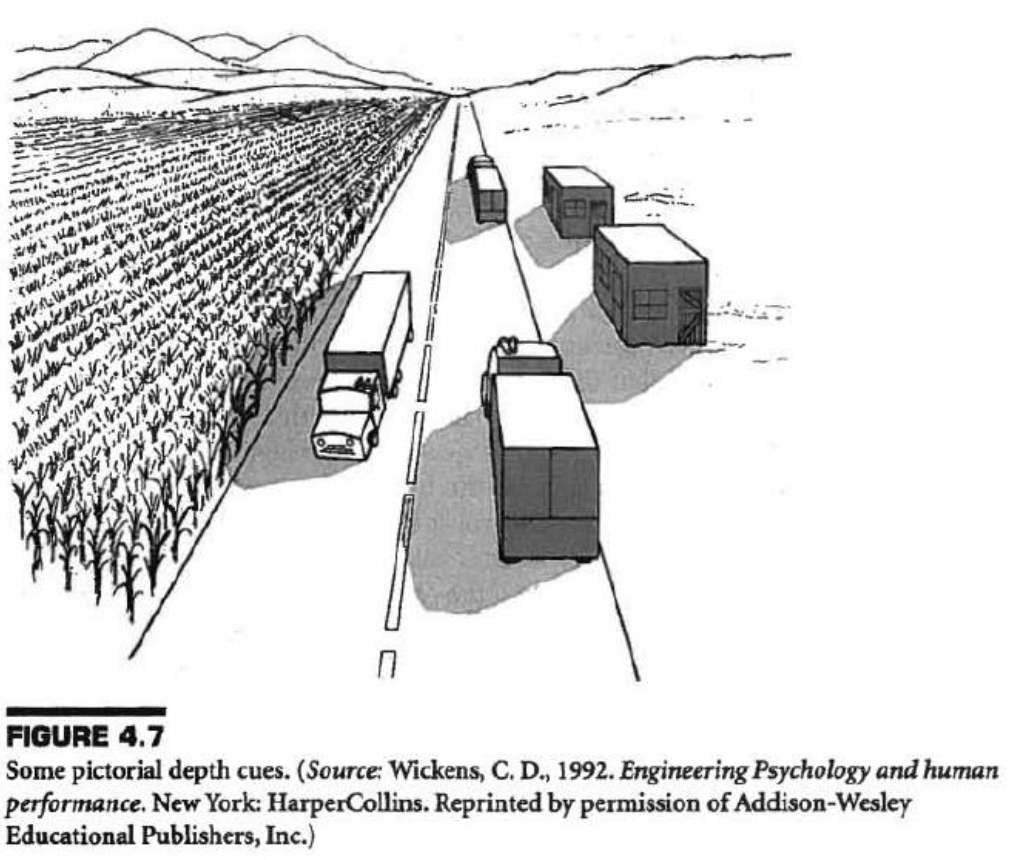 FIGURE 4.7
Some pictorial depth cues. (Source: Wickens, C. D., 1992. Engineering Psychology and human
performance. New York: HarperCollins. Reprinted by permission of Addison-Wesley
Educational Publishers, Inc.)